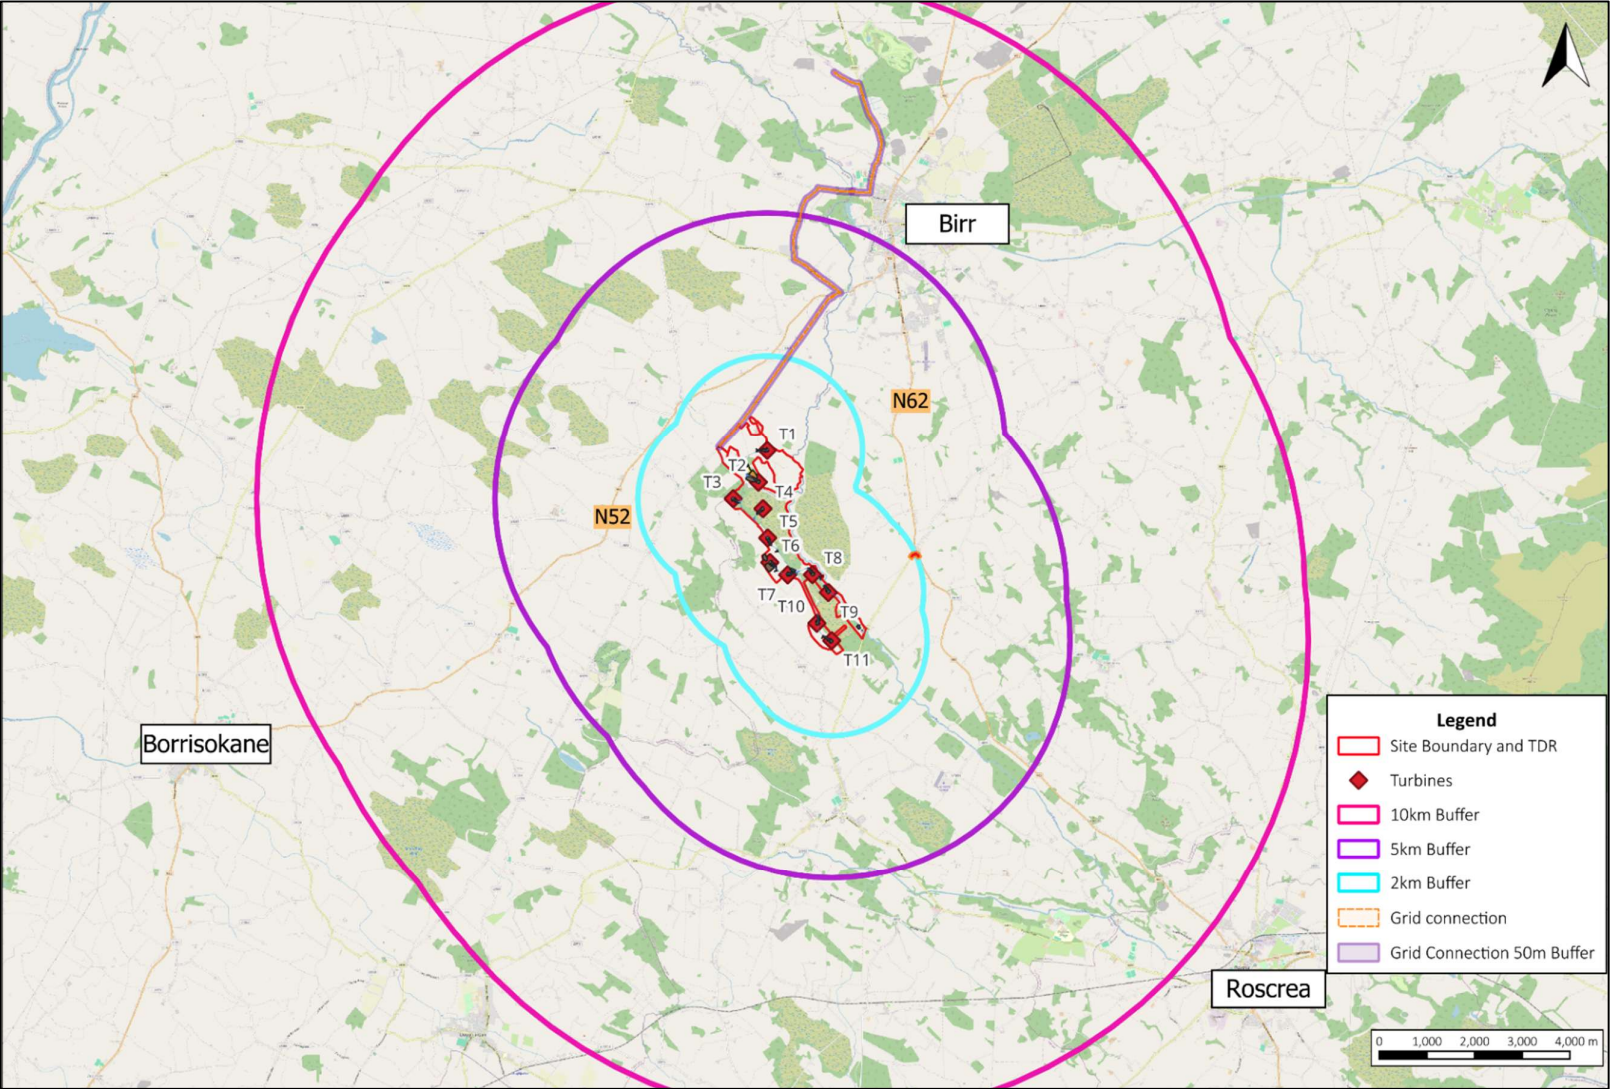 Birr
N62
T1
T2
T3
T4
N52
T5
T6
T8
T7
T10
T9
T11
Borrisokane
Legend
Site Boundary and TDR
Turbines
10km Buffer
5km Buffer
2km Buffer
Grid connection
Grid Connection 50m Buffer
Roscrea
0 1,000 2,000 3,000 4,000 m